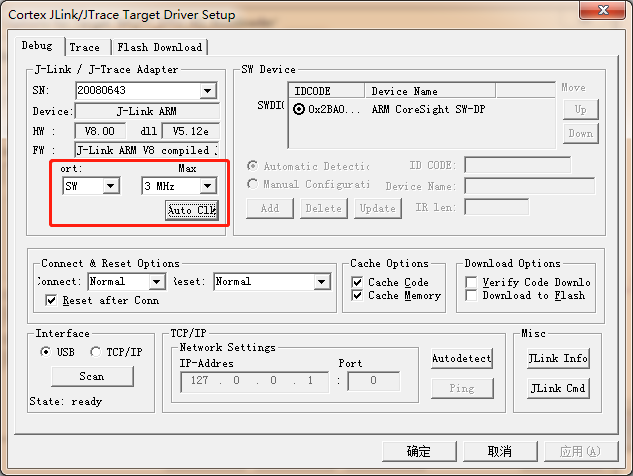 Cortex JLink/JTrace Target Driver Setup
Debug Trace Flash Download
J-Link / J-Trace Adapter
SN: 20080643
Device: J-Link ARM
HW : V8.00 dll V5.12e
FW : J-Link ARM V8 compiled
ort: Max
SW 3 MHz
Auto Clk
SW Device
IDCODE Device Name
SWDI 0x2BA0... ARM CoreSight SW-DP
Move
Up
Down
Automatic Detectic ID CODE:
Manual Configurati Device Name:
Add Delete Update IR len:
Connect & Reset Options
onnect: Normal eset: Normal
Reset after Conn
Cache Options
Cache Code
Cache Memory
Download Options
Verify Code Downlo
Download to Flash
Interface
USB TCP/IP
Scan
State: ready
TCP/IP
Network Settings
IP-Addres Port
127 . 0 . 0 . 1 : 0
Autodetect
Ping
Misc
JLink Info
JLink Cmd
确定 取消 应用(A)